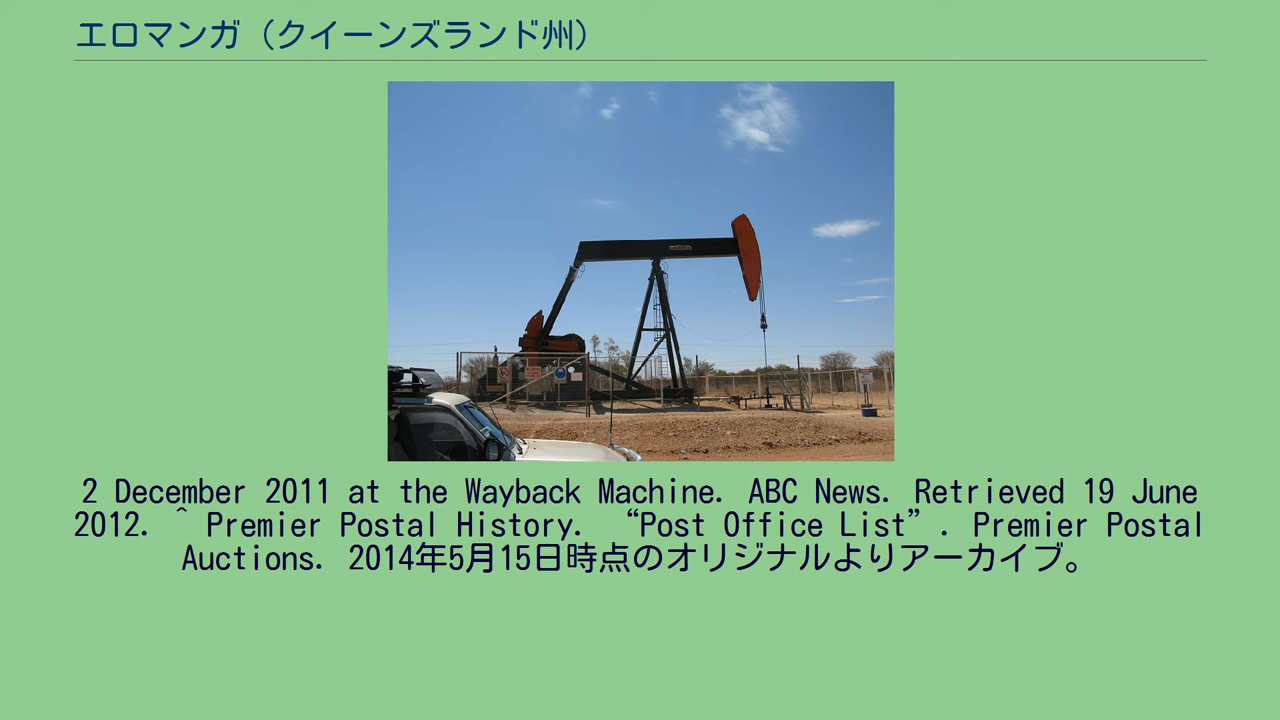 エロマンガ（クイーンズランド州）
2 December 2011 at the Wayback Machine. ABC News. Retrieved 19 June
2012. ^ Premier Postal History. “Post Office List”. Premier Postal
Auctions. 2014年5月15日時点のオリジナルよりアーカイブ。